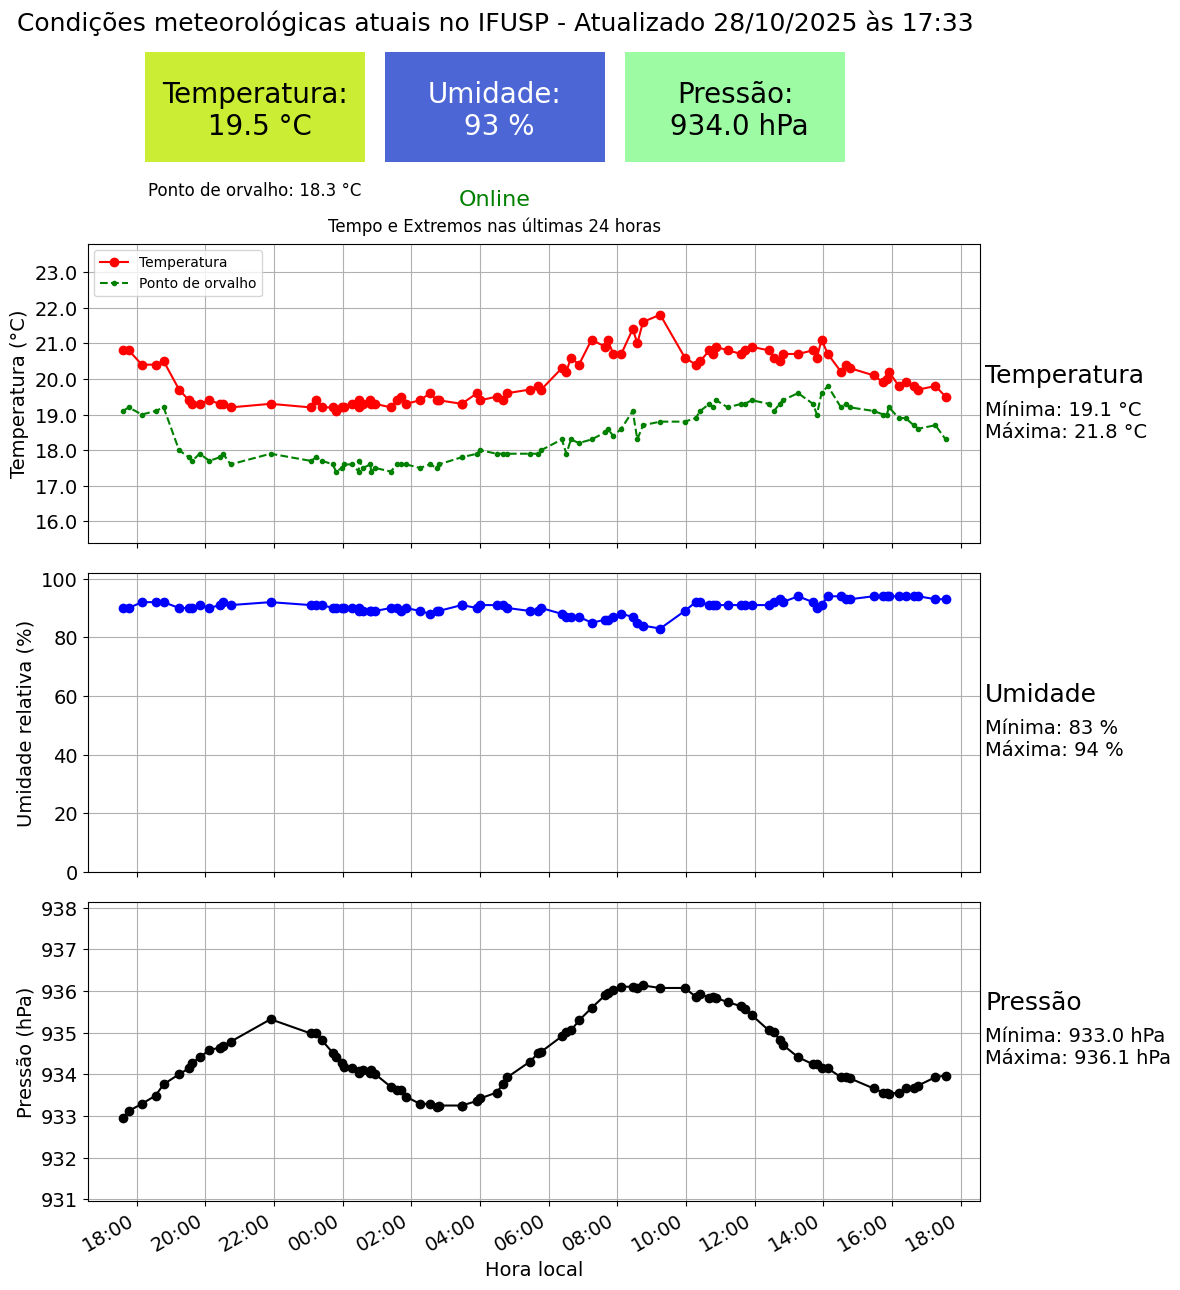 Condições meteorológicas atuais no IFUSP - Atualizado 28/10/2025 às 17:33
Temperatura:
19.5 °C
Umidade:
93 %
Pressão:
934.0 hPa
Ponto de orvalho: 18.3 °C
Online
Tempo e Extremos nas últimas 24 horas
Temperatura
Ponto de orvalho
Temperatura (°C)
23.0
22.0
21.0
20.0
19.0
18.0
17.0
16.0
Temperatura
Mínima: 19.1 °C
Máxima: 21.8 °C
Umidade relativa (%)
100
80
60
40
20
0
Umidade
Mínima: 83 %
Máxima: 94 %
Pressão (hPa)
938
937
936
935
934
933
932
931
Pressão
Mínima: 933.0 hPa
Máxima: 936.1 hPa
18:00
20:00
22:00
00:00
02:00
04:00
06:00
08:00
10:00
12:00
14:00
16:00
18:00
Hora local